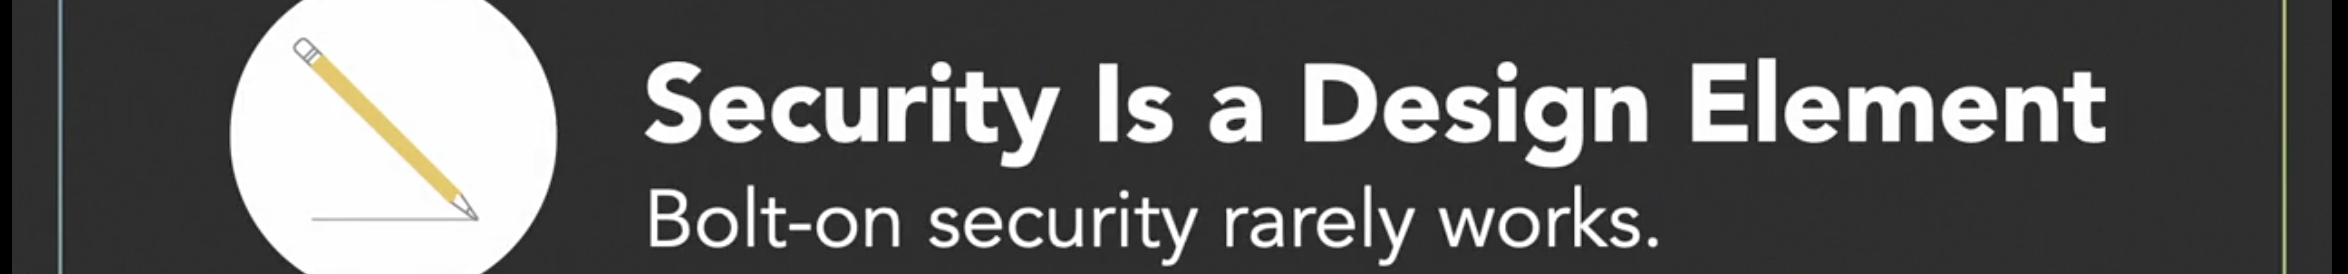 Security Is a Design Element
Bolt-on security rarely works.